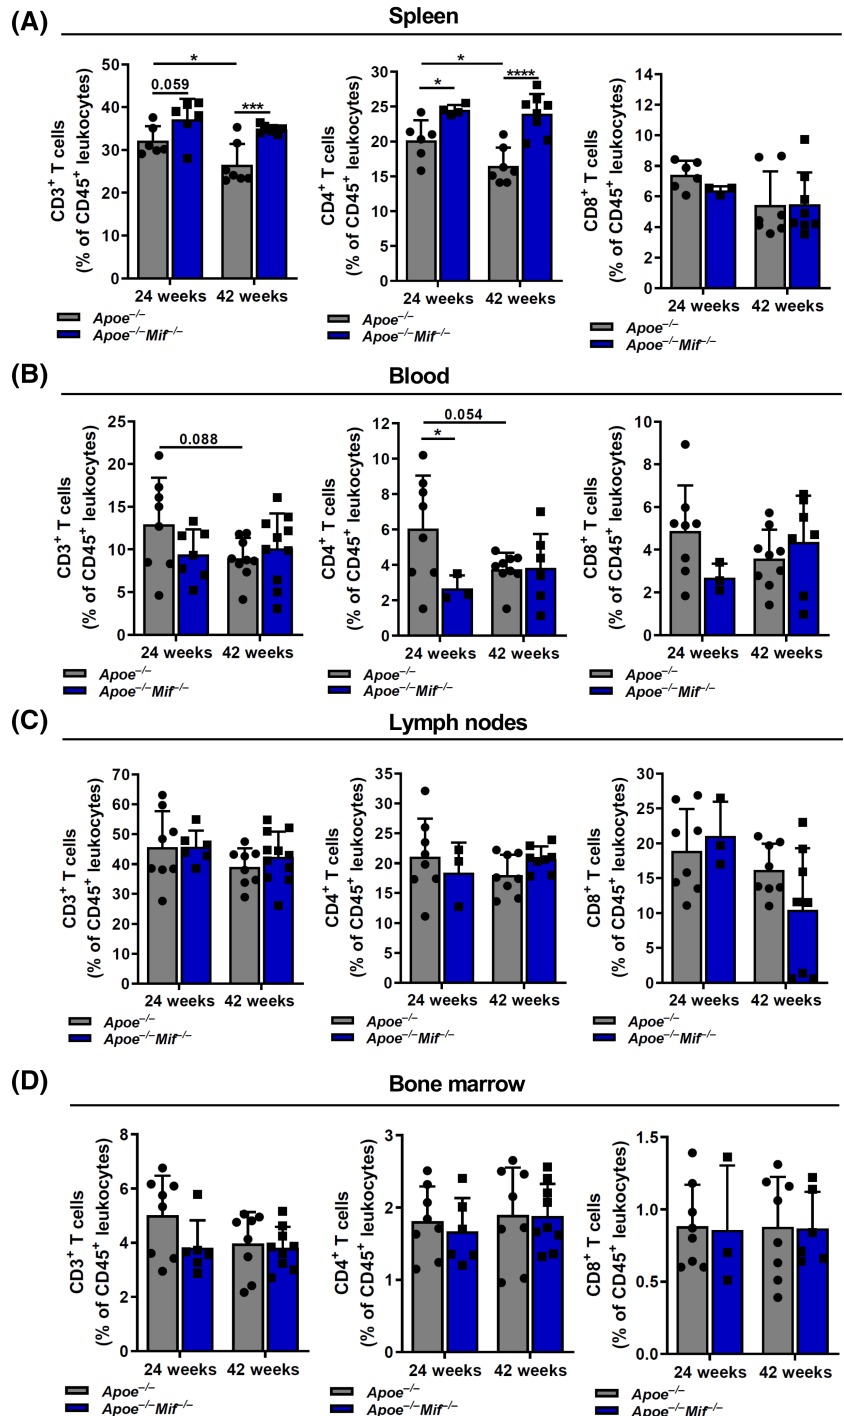 (A) Spleen
CD3+ T cells
(% of CD45+ leukocytes)
50
40
30
20
10
0
*
0.059
***
24 weeks 42 weeks
Apoe−/−
Apoe−/−Mif−/−
CD4+ T cells
(% of CD45+ leukocytes)
30
25
20
15
10
5
0
*
*
****
24 weeks 42 weeks
Apoe−/−
Apoe−/−Mif−/−
CD8+ T cells
(% of CD45+ leukocytes)
14
12
10
8
6
4
2
0
24 weeks 42 weeks
Apoe−/−
Apoe−/−Mif−/−
(B) Blood
CD3+ T cells
(% of CD45+ leukocytes)
25
20
15
10
5
0
0.088
24 weeks 42 weeks
Apoe−/−
Apoe−/−Mif−/−
CD4+ T cells
(% of CD45+ leukocytes)
12
10
8
6
4
2
0
0.054
*
24 weeks 42 weeks
Apoe−/−
Apoe−/−Mif−/−
CD8+ T cells
(% of CD45+ leukocytes)
10
8
6
4
2
0
24 weeks 42 weeks
Apoe−/−
Apoe−/−Mif−/−
(C) Lymph nodes
CD3+ T cells
(% of CD45+ leukocytes)
70
60
50
40
30
20
10
0
24 weeks 42 weeks
Apoe−/−
Apoe−/−Mif−/−
CD4+ T cells
(% of CD45+ leukocytes)
35
30
25
20
15
10
5
0
24 weeks 42 weeks
Apoe−/−
Apoe−/−Mif−/−
CD8+ T cells
(% of CD45+ leukocytes)
30
25
20
15
10
5
0
24 weeks 42 weeks
Apoe−/−
Apoe−/−Mif−/−
(D) Bone marrow
CD3+ T cells
(% of CD45+ leukocytes)
8
6
4
2
0
24 weeks 42 weeks
Apoe−/−
Apoe−/−Mif−/−
CD4+ T cells
(% of CD45+ leukocytes)
3
2
1
0
24 weeks 42 weeks
Apoe−/−
Apoe−/−Mif−/−
CD8+ T cells
(% of CD45+ leukocytes)
1.5
1.0
0.5
0.0
24 weeks 42 weeks
Apoe−/−
Apoe−/−Mif−/−